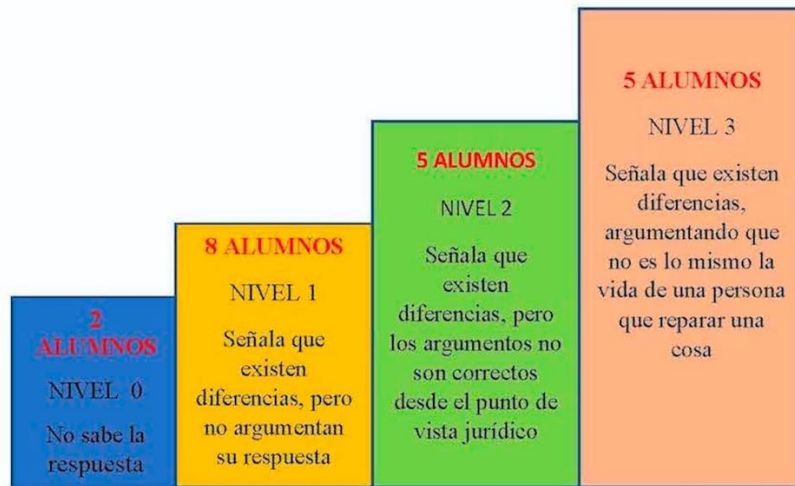 2
ALUMNOS
NIVEL 0
No sabe la
respuesta
8 ALUMNOS
NIVEL 1
Señala que
existen
diferencias, pero
no argumentan
su respuesta
5 ALUMNOS
NIVEL 2
Señala que
existen
diferencias, pero
los argumentos no
son correctos
desde el punto de
vista jurídico
5 ALUMNOS
NIVEL 3
Señala que existen
diferencias,
argumentando que
no es lo mismo la
vida de una persona
que reparar una
cosa